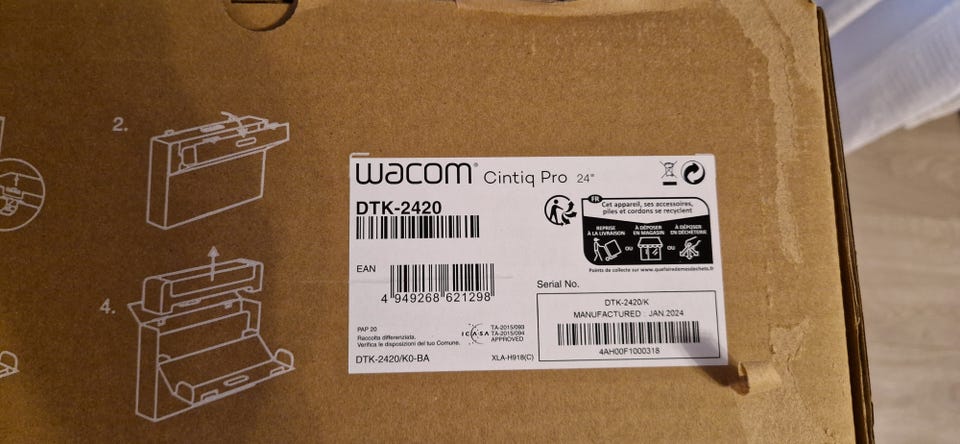 2.
4.
wacom® Cintiq Pro 24"
DTK-2420
EAN
4 949268 621298
PAP 20
Raccolta differenziata.
Verifica le disposizioni del tuo Comune.
ICASA
TA-2015/093
TA-2015/094
APPROVED
DTK-2420/K0-BA
XLA-H918(C)
FR
Cet appareil, ses accessoires,
piles et cordons se recyclent
REPRISE
À LA LIVRAISON
OU
À DÉPOSER
EN MAGASIN
OU
À DÉPOSER
EN DÉCHÈTERIE
Points de collecte sur www.quefairedemesdechets.fr
Serial No.
DTK-2420/K
MANUFACTURED : JAN.2024
4AH00F1000318